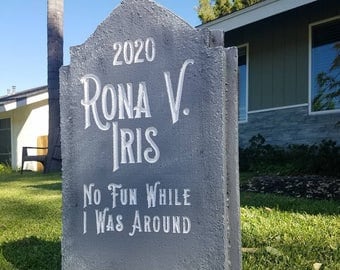 2020
Rona V.
Iris
No Fun While
I Was Around